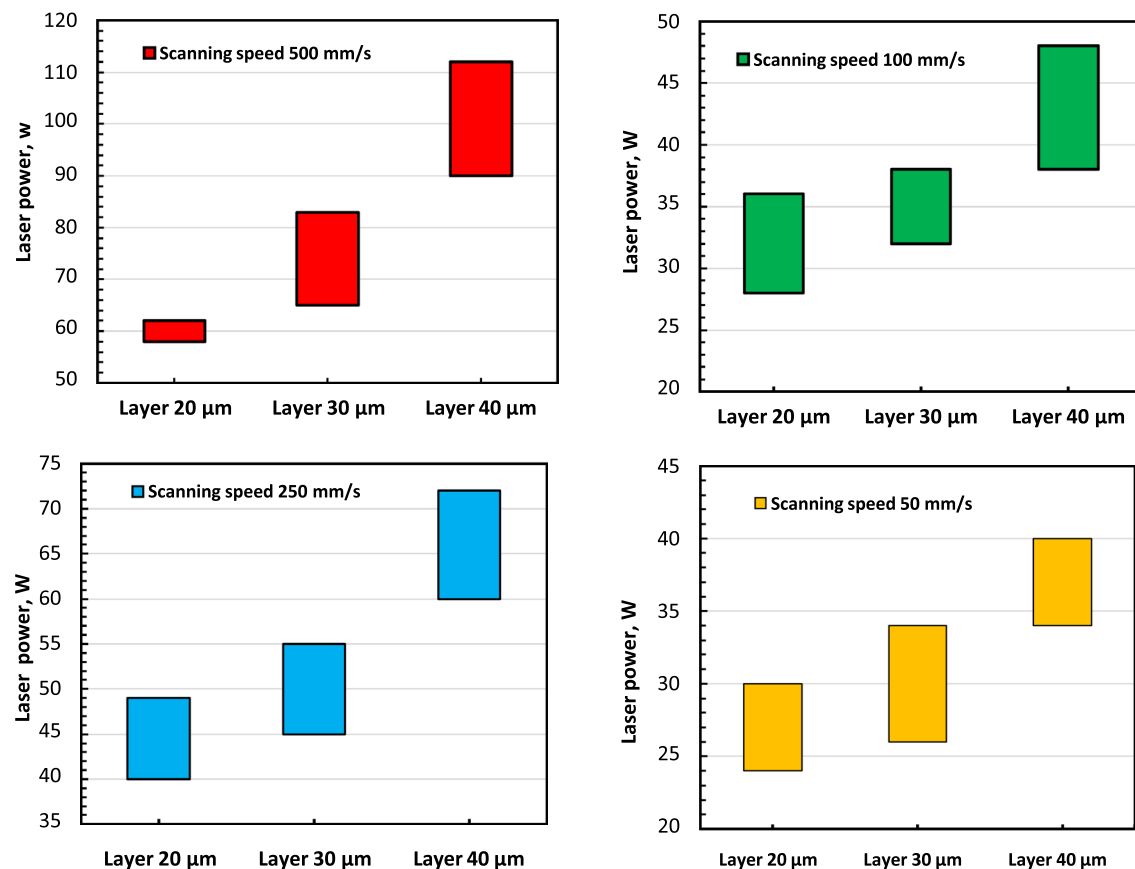 120
110
100
90
80
70
60
50
Laser power, w
Scanning speed 500 mm/s
Layer 20 µm Layer 30 µm Layer 40 µm
50
45
40
35
30
25
20
Laser power, W
Scanning speed 100 mm/s
Layer 20 µm Layer 30 µm Layer 40 µm
75
70
65
60
55
50
45
40
35
Laser power, W
Scanning speed 250 mm/s
Layer 20 µm Layer 30 µm Layer 40 µm
45
40
35
30
25
20
Laser power, W
Scanning speed 50 mm/s
Layer 20 µm Layer 30 µm Layer 40 µm